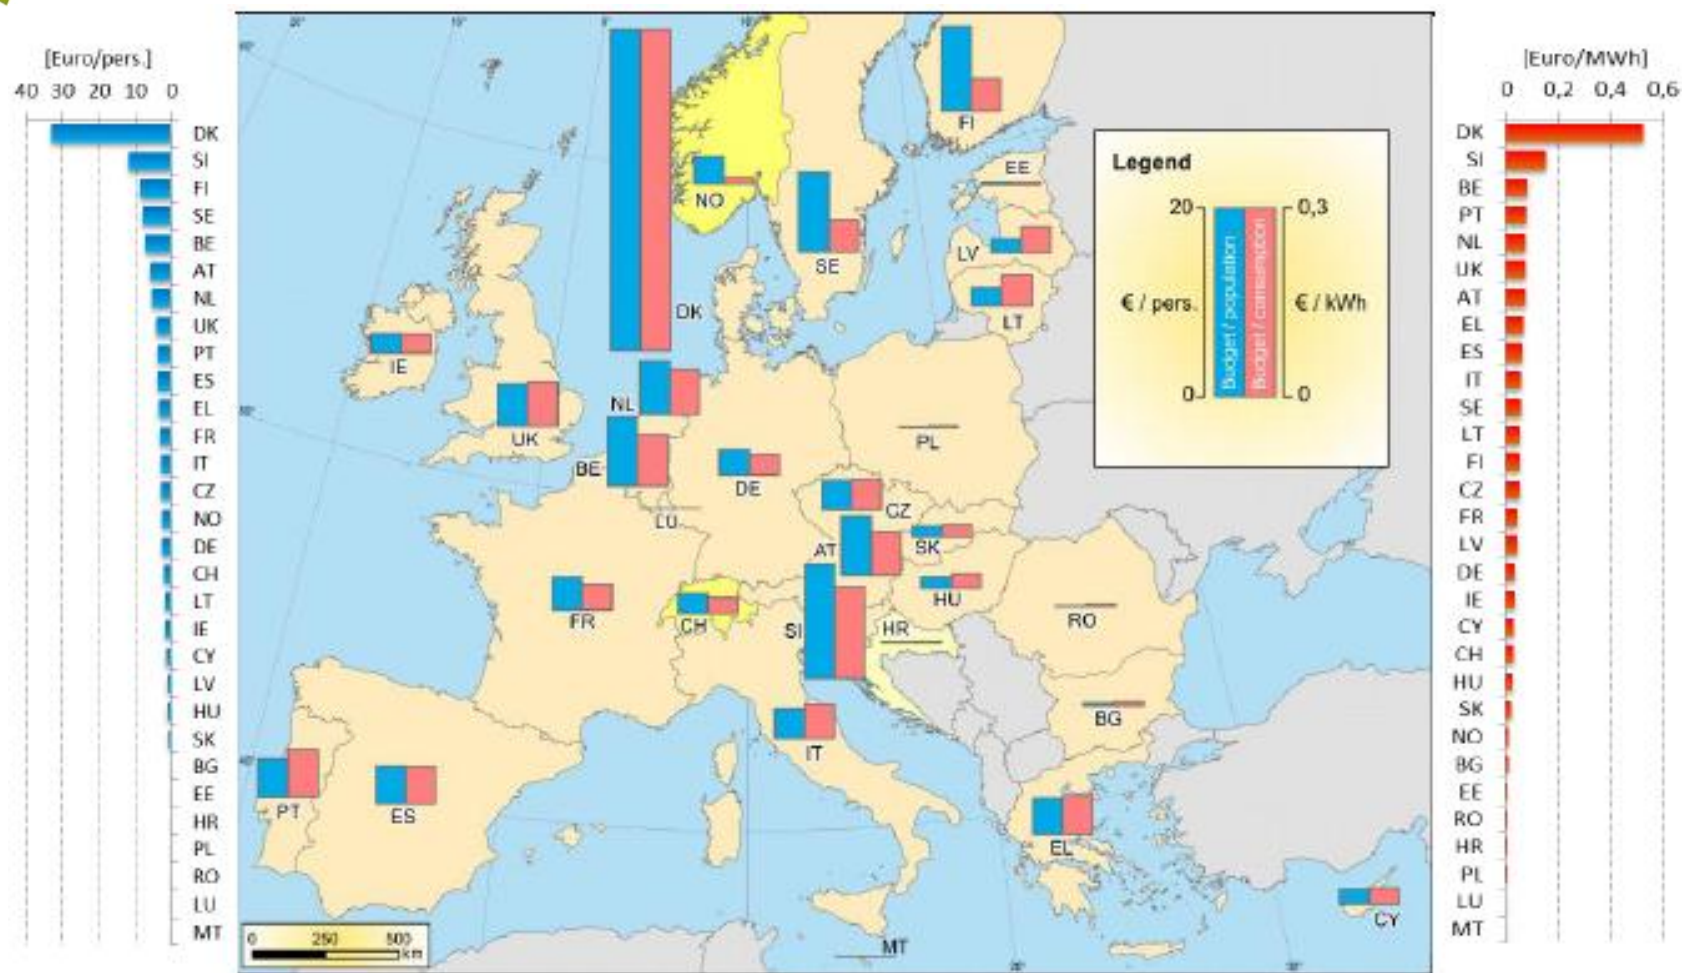 [Euro/pers.]
40 30 20 10 0
DK
SI
FI
SE
BE
AT
NL
UK
PT
ES
EL
FR
IT
CZ
NO
DE
CH
LT
IE
CY
LV
HU
SK
BG
EE
HR
PL
RO
LU
MT
FI
EE
NO
LV
SE
LT
DK
IE
NL
UK
PL
BE
DE
LU
CZ
AT
SK
HU
FR
CH
SI
HR
RO
BG
IT
PT
ES
EL
CY
MT
0 250 500
km
Legend
20 0,3
€ / pers. Budget / population Budget / consumption € / kWh
0 0
[Euro/MWh]
0 0,2 0,4 0,6
DK
SI
BE
PT
NL
UK
AT
EL
ES
IT
SE
LT
FI
CZ
FR
LV
DE
IE
CY
CH
HU
SK
NO
BG
EE
RO
HR
PL
LU
MT